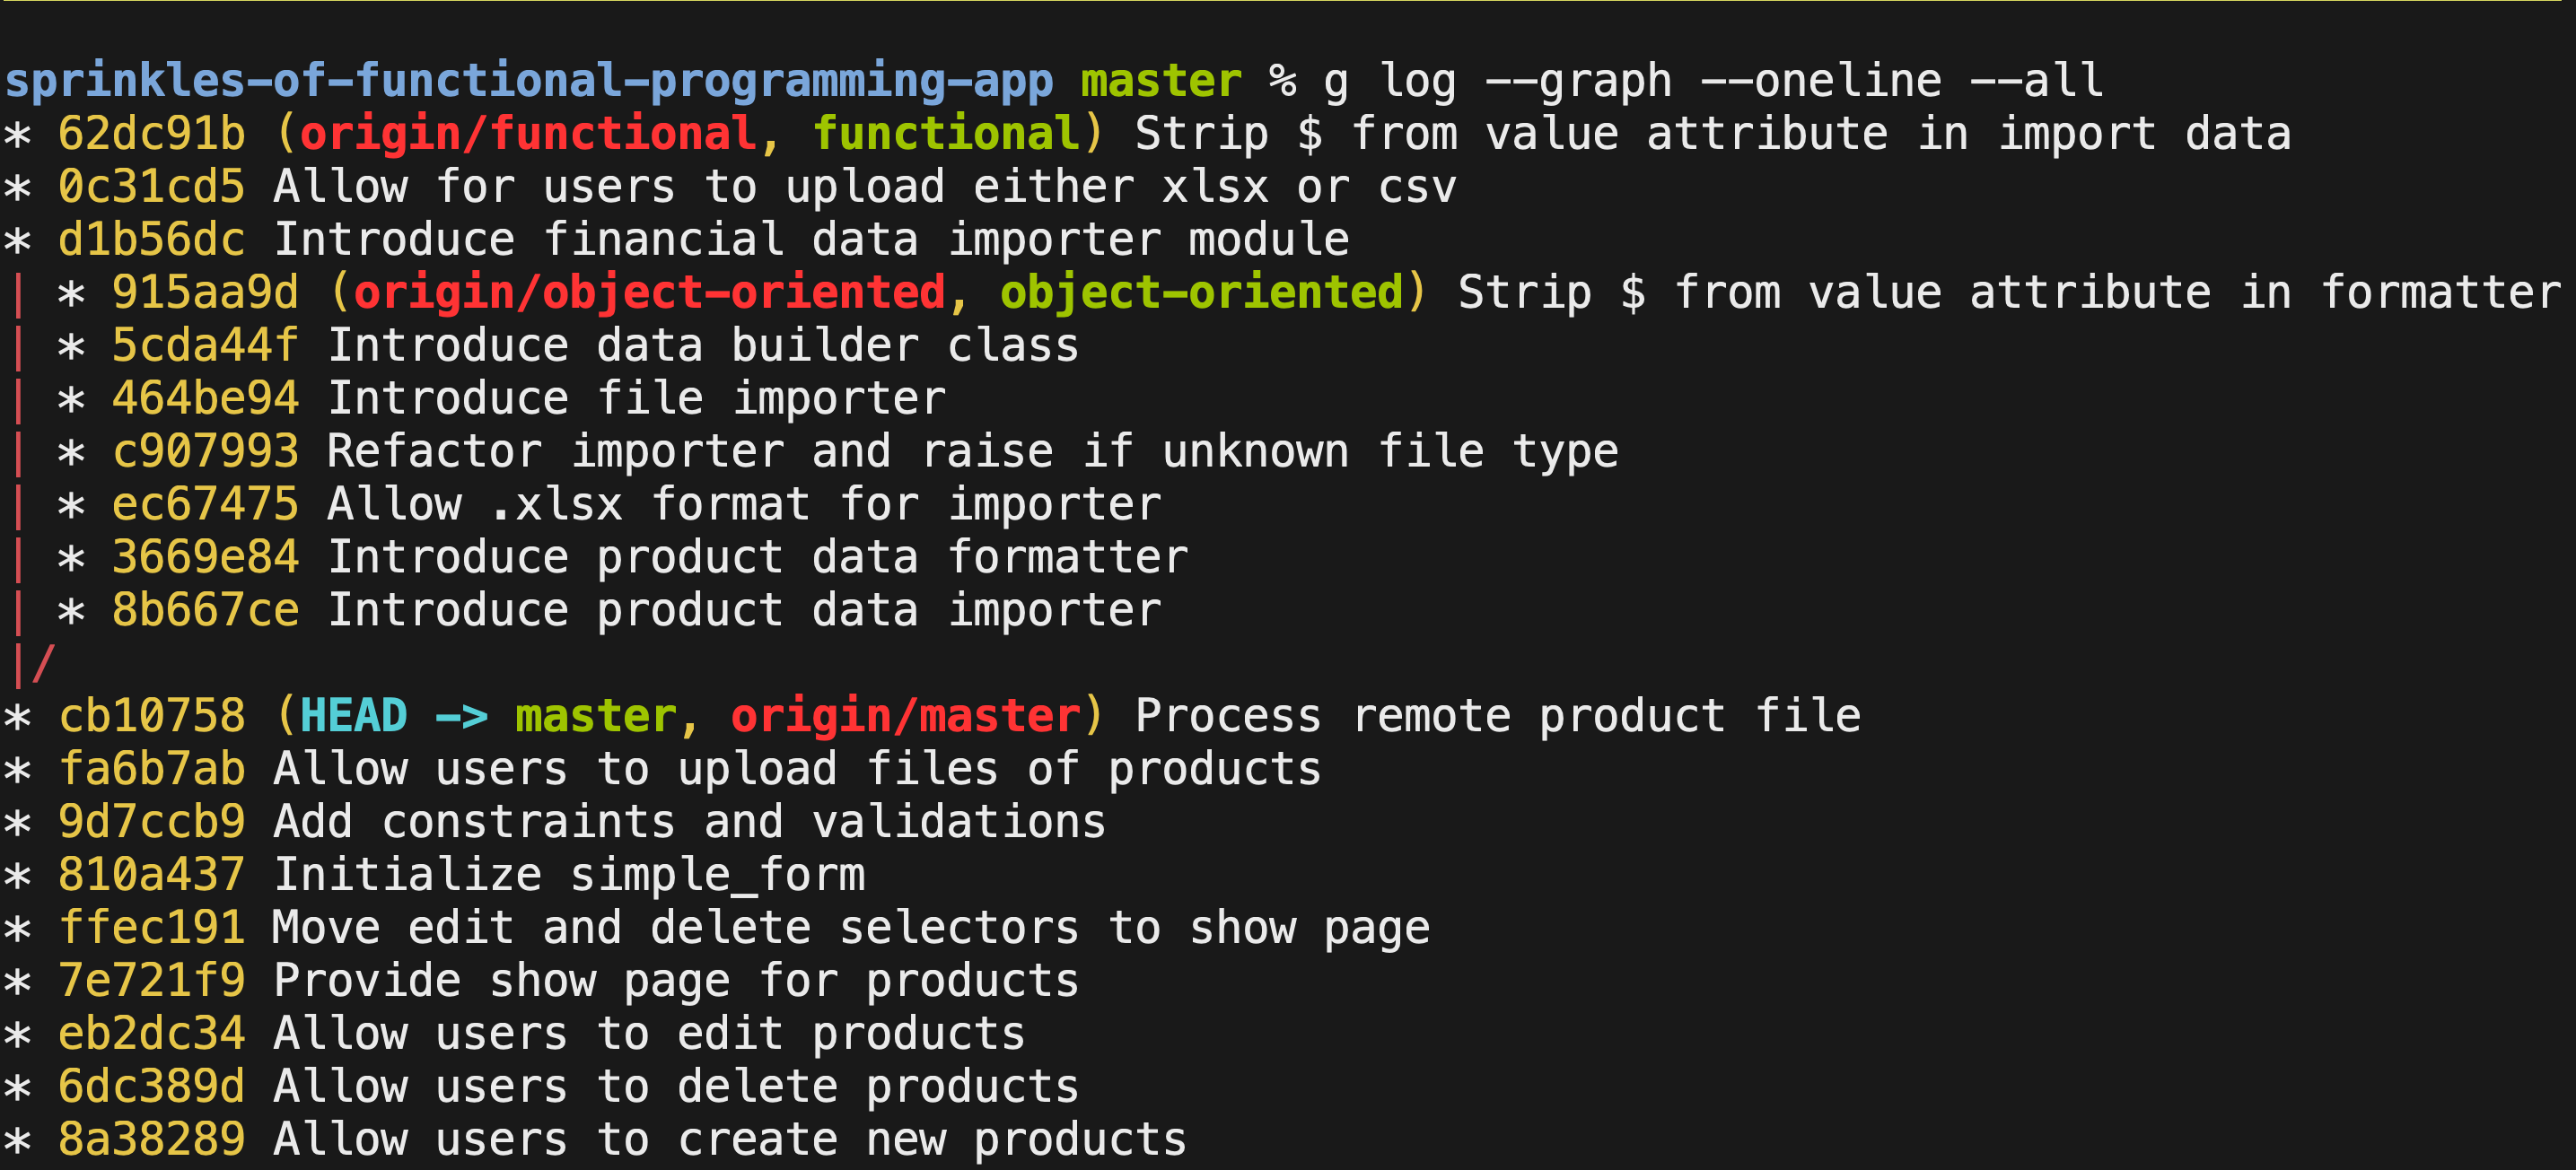 sprinkles-of-functional-programming-app master % g log --graph --oneline --all
* 62dc91b (origin/functional, functional) Strip $ from value attribute in import data
* 0c31cd5 Allow for users to upload either xlsx or csv
* d1b56dc Introduce financial data importer module
| * 915aa9d (origin/object-oriented, object-oriented) Strip $ from value attribute in formatter
| * 5cda44f Introduce data builder class
| * 464be94 Introduce file importer
| * c907993 Refactor importer and raise if unknown file type
| * ec67475 Allow .xlsx format for importer
| * 3669e84 Introduce product data formatter
| * 8b667ce Introduce product data importer
|/
* cb10758 (HEAD -> master, origin/master) Process remote product file
* fa6b7ab Allow users to upload files of products
* 9d7ccb9 Add constraints and validations
* 810a437 Initialize simple_form
* ffec191 Move edit and delete selectors to show page
* 7e721f9 Provide show page for products
* eb2dc34 Allow users to edit products
* 6dc389d Allow users to delete products
* 8a38289 Allow users to create new products